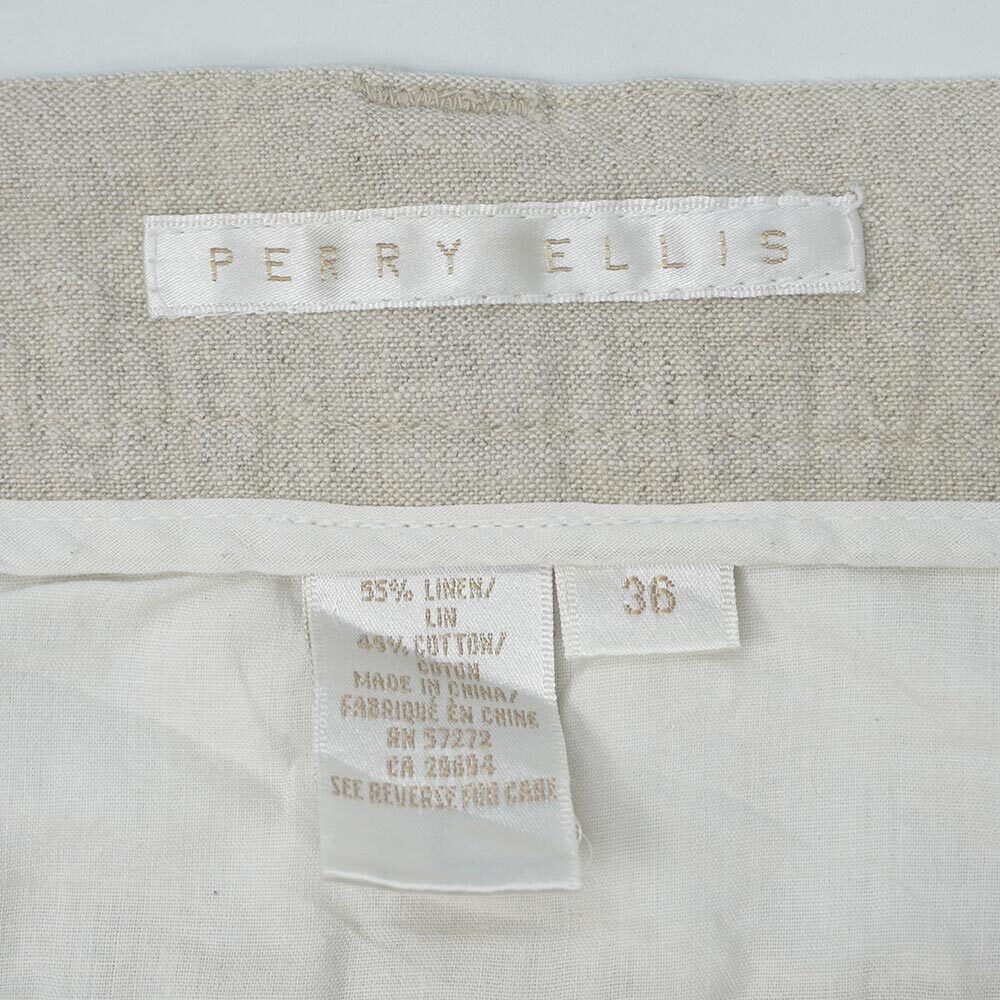 PERRY ELLIS
55% LINEN/
LIN
45% COTTON/
COTON
MADE IN CHINA/
FABRIQUÉ EN CHINE
RN 57272
CA 29694
SEE REVERSE FOR CARE
36